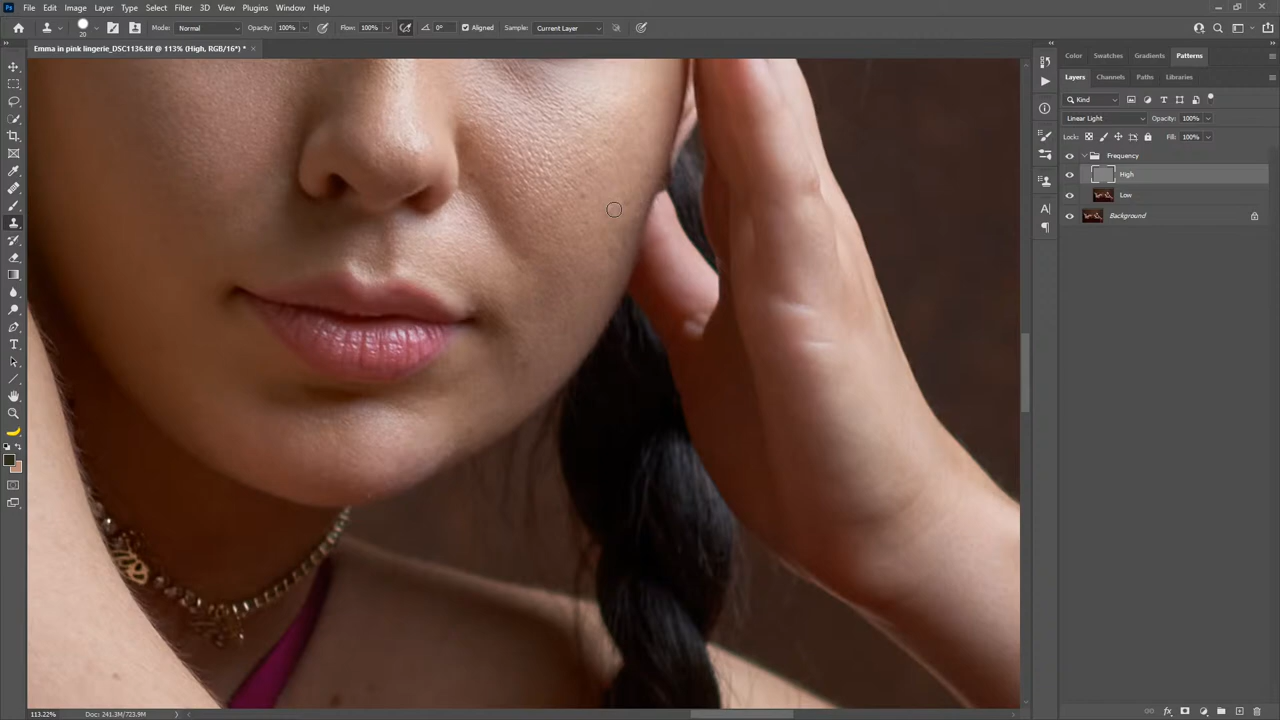 File Edit Image Layer Type Select Filter 3D View Plugins Window Help
20 Mode: Normal Opacity: 100% Flow: 100% 0° Aligned Sample: Current Layer
Emma in pink lingerie_DSC1136.tif @ 113% (High, RGB/16*) *
Color Swatches Gradients Patterns
Layers Channels Paths Libraries
Kind
Linear Light Opacity: 100%
Lock: Fill: 100%
Frequency
High
Low
Background
113.22% Doc: 241.3M/723.9M